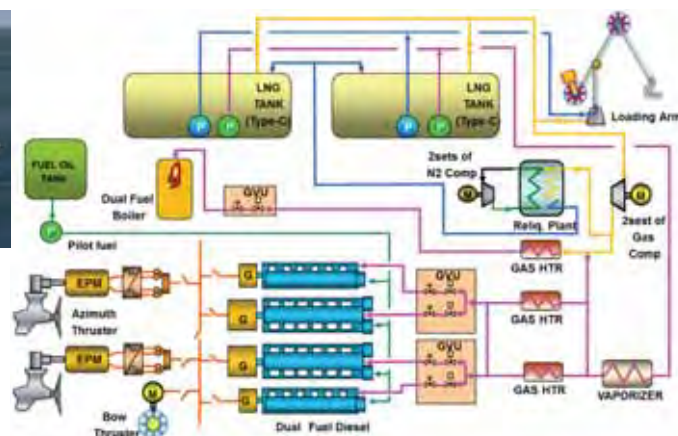 LNG
TANK
(Type-C)
P
P
LNG
TANK
(Type-C)
P
P
Loading Arm
FUEL OIL
TANK
P
Pilot fuel
Dual Fuel
Boiler
GVU
2sets of
N2 Comp
M
Reliq. Plant
M
2sest of
Gas
Comp
GAS HTR
EPM
Azimuth
Thruster
EPM
M
Bow
Thruster
G
G
G
G
Dual Fuel Diesel
GVU
GVU
GAS HTR
GAS HTR
VAPORIZER